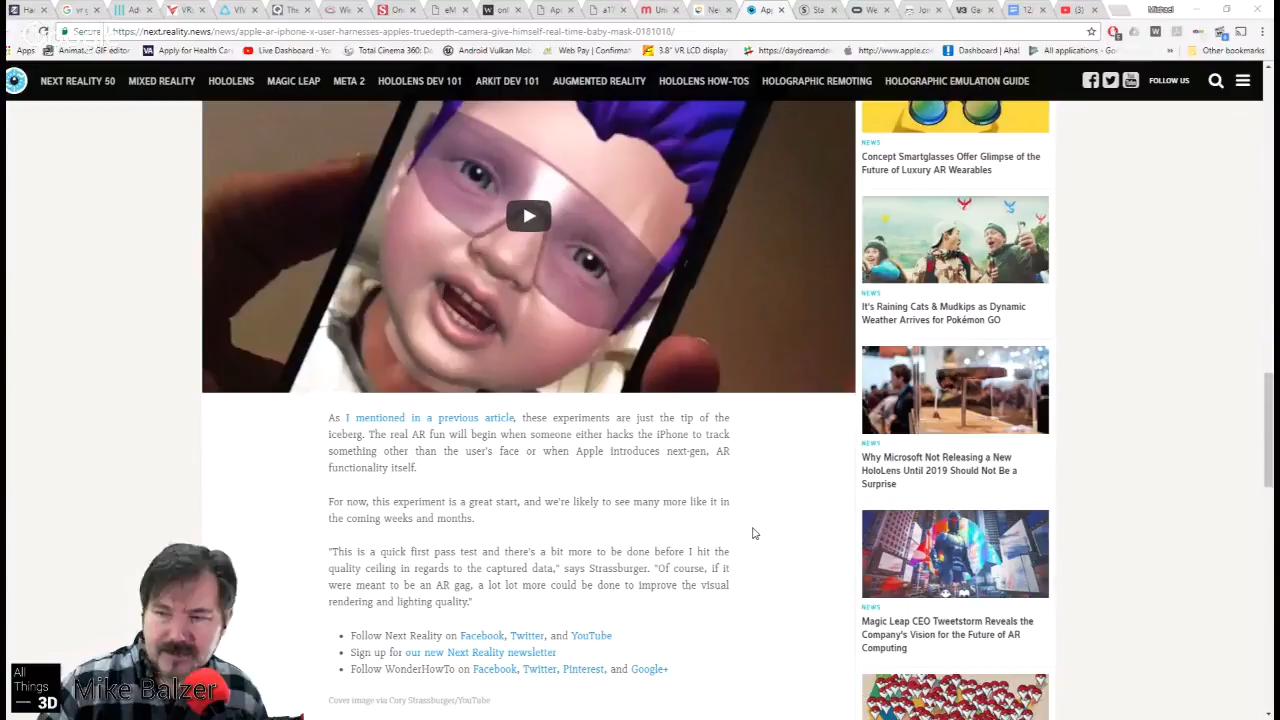 Michael
Secure
https://next.reality.news/news/apple-ar-iphone-x-user-harnesses-apples-truedepth-camera-give-himself-real-time-baby-mask-0181018/
Apps
Animated GIF editor
Apply for Health Car
Live Dashboard - You
Total Cinema 360 Do
Android Vulkan Mob
Web Pay | Confirmat
3.8" VR LCD Display
https://daydream-d
http://www.apple.co
Dashboard | Ahal
All applications - Go
Other bookmarks
NEXT REALITY 50 MIXED REALITY HOLOLENS MAGIC LEAP META 2 HOLOLENS DEV 101 ARKIT DEV 101 AUGMENTED REALITY HOLOLENS HOW-TOS HOLOGRAPHIC REMOTING HOLOGRAPHIC EMULATION GUIDE FOLLOW US
As I mentioned in a previous article, these experiments are just the tip of the
iceberg. The real AR fun will begin when someone either hacks the iPhone to track
something other than the user's face or when Apple introduces next-gen, AR
functionality itself.
For now, this experiment is a great start, and we're likely to see many more like it in
the coming weeks and months.
"This is a quick first pass test and there's a bit more to be done before I hit the
quality ceiling in regards to the captured data," says Strassburger. "Of course, if it
were meant to be an AR gag, a lot lot more could be done to improve the visual
rendering and lighting quality."
Follow Next Reality on Facebook, Twitter, and YouTube
Sign up for our new Next Reality newsletter
Follow WonderHowTo on Facebook, Twitter, Pinterest, and Google+
Cover image via Cory Strassburger/YouTube
NEWS
Concept Smartglasses Offer Glimpse of the
Future of Luxury AR Wearables
NEWS
It's Raining Cats & Mudkips as Dynamic
Weather Arrives for Pokémon GO
NEWS
Why Microsoft Not Releasing a New
HoloLens Until 2019 Should Not Be a
Surprise
NEWS
Magic Leap CEO Tweetstorm Reveals the
Company's Vision for the Future of AR
Computing
All
Things
3D
Mike Balzer